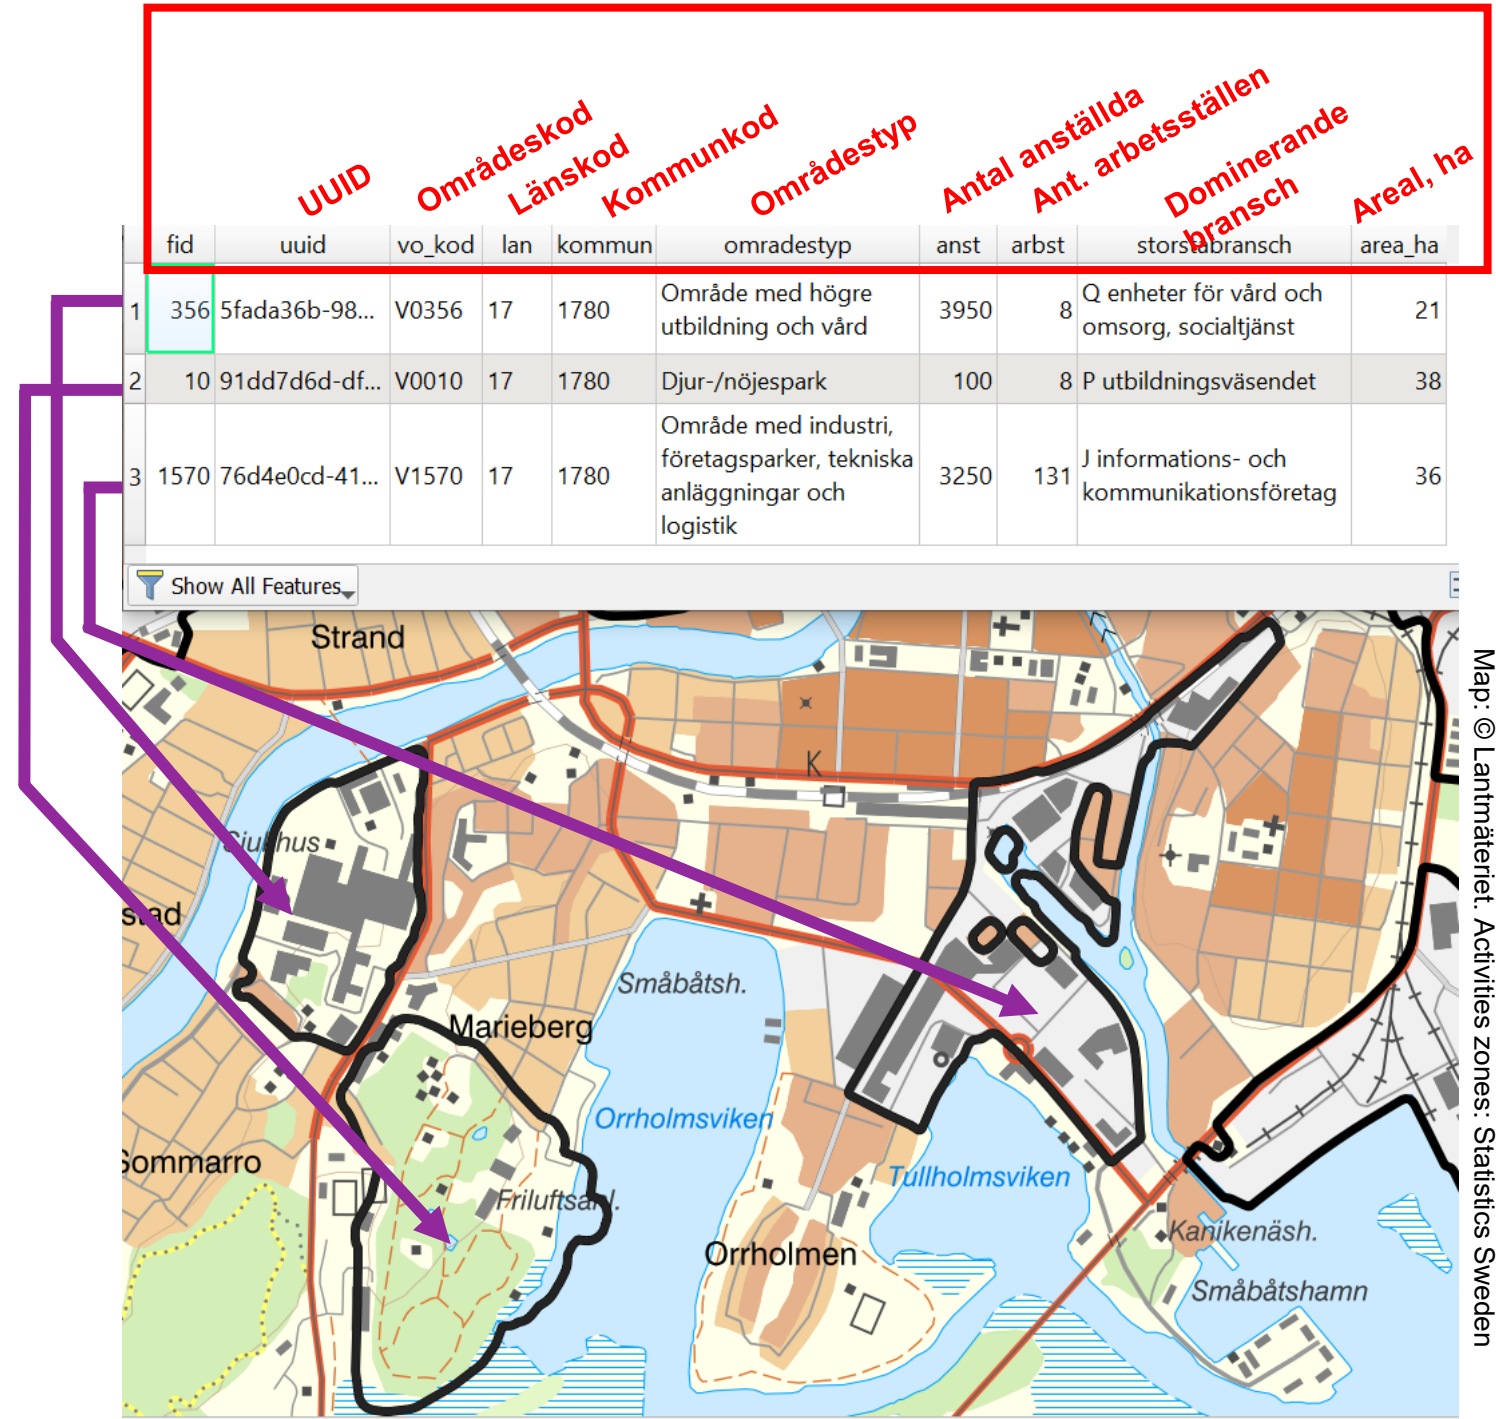 UUID
Områdeskod
Länskod
Kommunkod
Områdestyp
Antal anställda
Ant. arbetsställen
Dominerande
bransch
Areal, ha
fid uuid vo_kod lan kommun omradestyp anst arbst storstabransch area_ha
1 356 5fada36b-98... V0356 17 1780 Område med högre utbildning och vård 3950 8 Q enheter för vård och omsorg, socialtjänst 21
2 10 91dd7d6d-df... V0010 17 1780 Djur-/nöjespark 100 8 P utbildningsväsendet 38
3 1570 76d4e0cd-41... V1570 17 1780 Område med industri, företagsparker, tekniska anläggningar och logistik 3250 131 J informations- och kommunikationsföretag 36
Show All Features
Strand
K
Sjukhus
stad
Småbåtsh.
Marieberg
Orrholmsviken
Sommarro
Tullholmsviken
Friluftsanl.
Kanikenäsh.
Orrholmen
Småbåtshamn
Map: © Lantmäteriet. Activities zones: Statistics Sweden